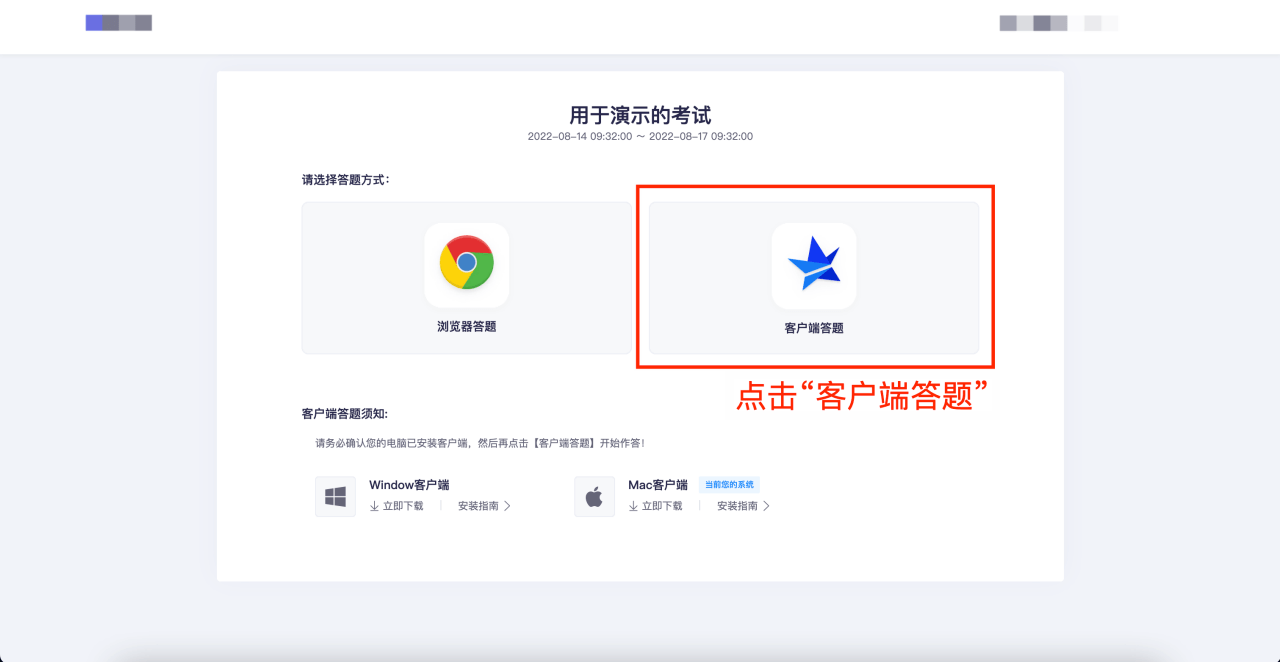 用于演示的考试
2022-08-14 09:32:00 ~ 2022-08-17 09:32:00
请选择答题方式：
浏览器答题
客户端答题
点击“客户端答题”
客户端答题须知:
请务必确认您的电脑已安装客户端，然后再点击【客户端答题】开始作答！
Window客户端
立即下载
安装指南
Mac客户端
当前您的系统
立即下载
安装指南